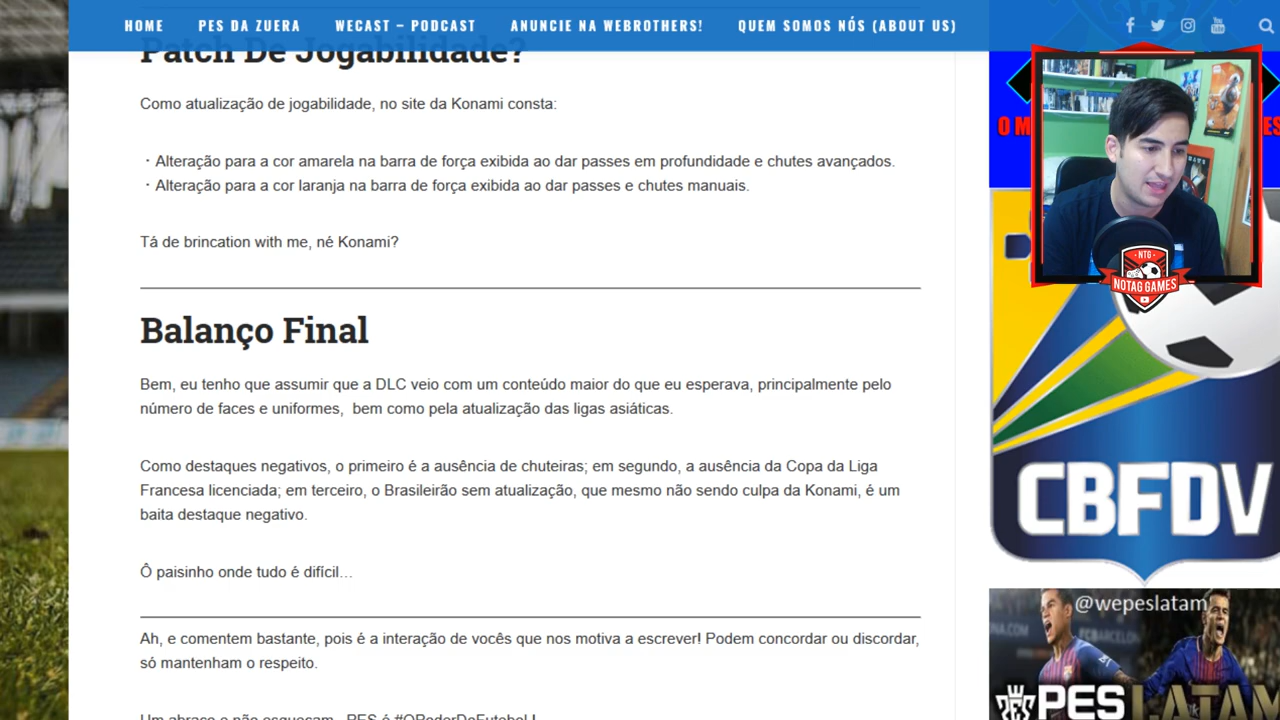 HOME PES DA ZUERA WECAST – PODCAST ANUNCIE NA WEBROTHERS! QUEM SOMOS NÓS (ABOUT US)
Patch De Jogabilidade?
Como atualização de jogabilidade, no site da Konami consta:
・Alteração para a cor amarela na barra de força exibida ao dar passes em profundidade e chutes avançados.
・Alteração para a cor laranja na barra de força exibida ao dar passes e chutes manuais.
Tá de brincation with me, né Konami?
Balanço Final
Bem, eu tenho que assumir que a DLC veio com um conteúdo maior do que eu esperava, principalmente pelo
número de faces e uniformes, bem como pela atualização das ligas asiáticas.
Como destaques negativos, o primeiro é a ausência de chuteiras; em segundo, a ausência da Copa da Liga
Francesa licenciada; em terceiro, o Brasileirão sem atualização, que mesmo não sendo culpa da Konami, é um
baita destaque negativo.
Ô paisinho onde tudo é difícil…
Ah, e comentem bastante, pois é a interação de vocês que nos motiva a escrever! Podem concordar ou discordar,
só mantenham o respeito.
Um abraço e não esqueçam PES é #OPoderDoFutebol !
O M
ES
NTG
NOTAG GAMES
CBFDV
@wepeslatam
PES LATAM